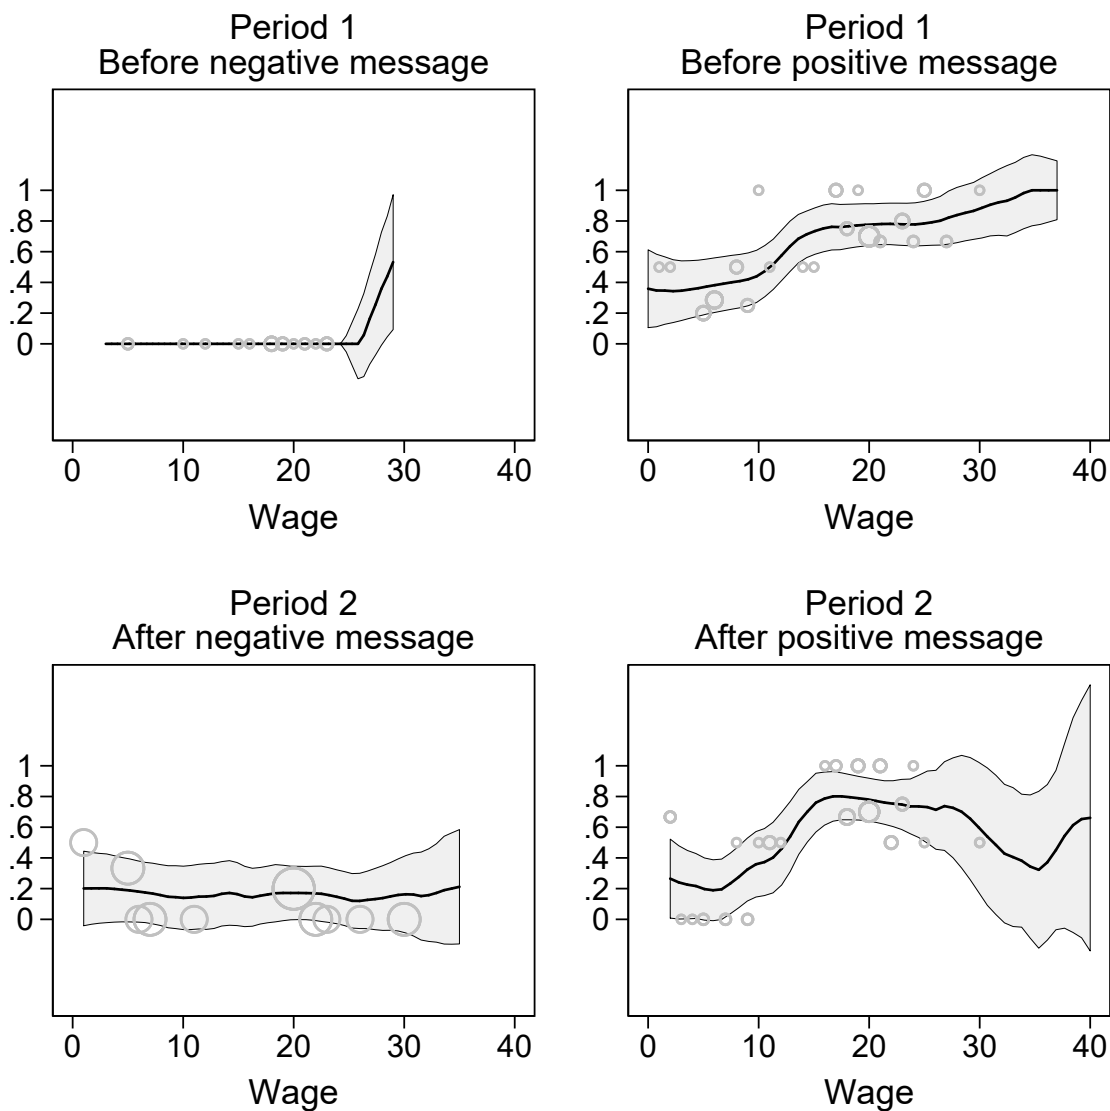 Period 1
Before negative message
1
.8
.6
.4
.2
0
0 10 20 30 40
Wage
Period 1
Before positive message
1
.8
.6
.4
.2
0
0 10 20 30 40
Wage
Period 2
After negative message
1
.8
.6
.4
.2
0
0 10 20 30 40
Wage
Period 2
After positive message
1
.8
.6
.4
.2
0
0 10 20 30 40
Wage